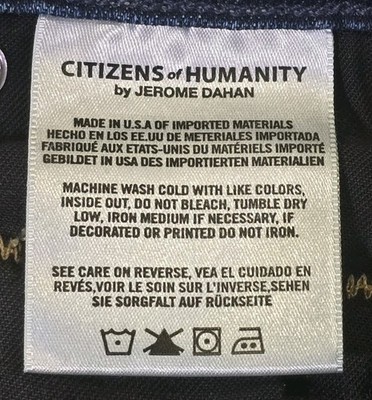 CITIZENS of HUMANITY
by JEROME DAHAN
MADE IN U.S.A OF IMPORTED MATERIALS
HECHO EN LOS EE.UU DE METERIALES IMPORTADA
FABRIQUÉ AUX ETATS-UNIS DU MATÉRIELS IMPORTÉ
GEBILDET IN USA DES IMPORTIERTEN MATERIALIEN
MACHINE WASH COLD WITH LIKE COLORS,
INSIDE OUT, DO NOT BLEACH, TUMBLE DRY
LOW, IRON MEDIUM IF NECESSARY, IF
DECORATED OR PRINTED DO NOT IRON.
SEE CARE ON REVERSE, VEA EL CUIDADO EN
REVÉS,VOIR LE SOIN SUR L'INVERSE,SEHEN
SIE SORGFALT AUF RÜCKSEITE